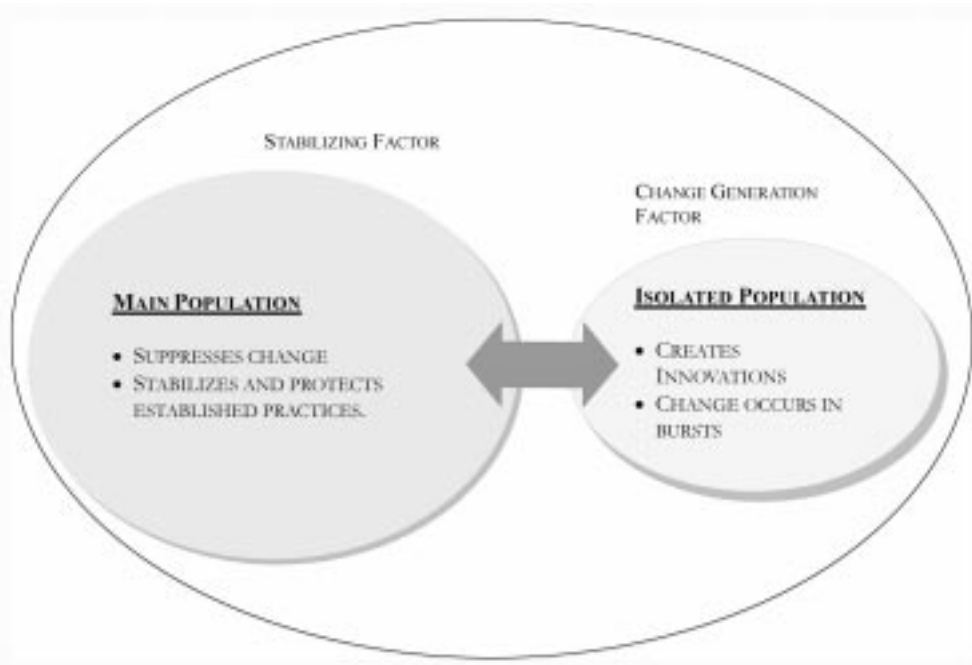 STABILIZING FACTOR
CHANGE GENERATION
FACTOR
MAIN POPULATION
• SUPPRESSES CHANGE
• STABILIZES AND PROTECTS
ESTABLISHED PRACTICES.
ISOLATED POPULATION
• CREATES
INNOVATIONS
• CHANGE OCCURS IN
BURSTS